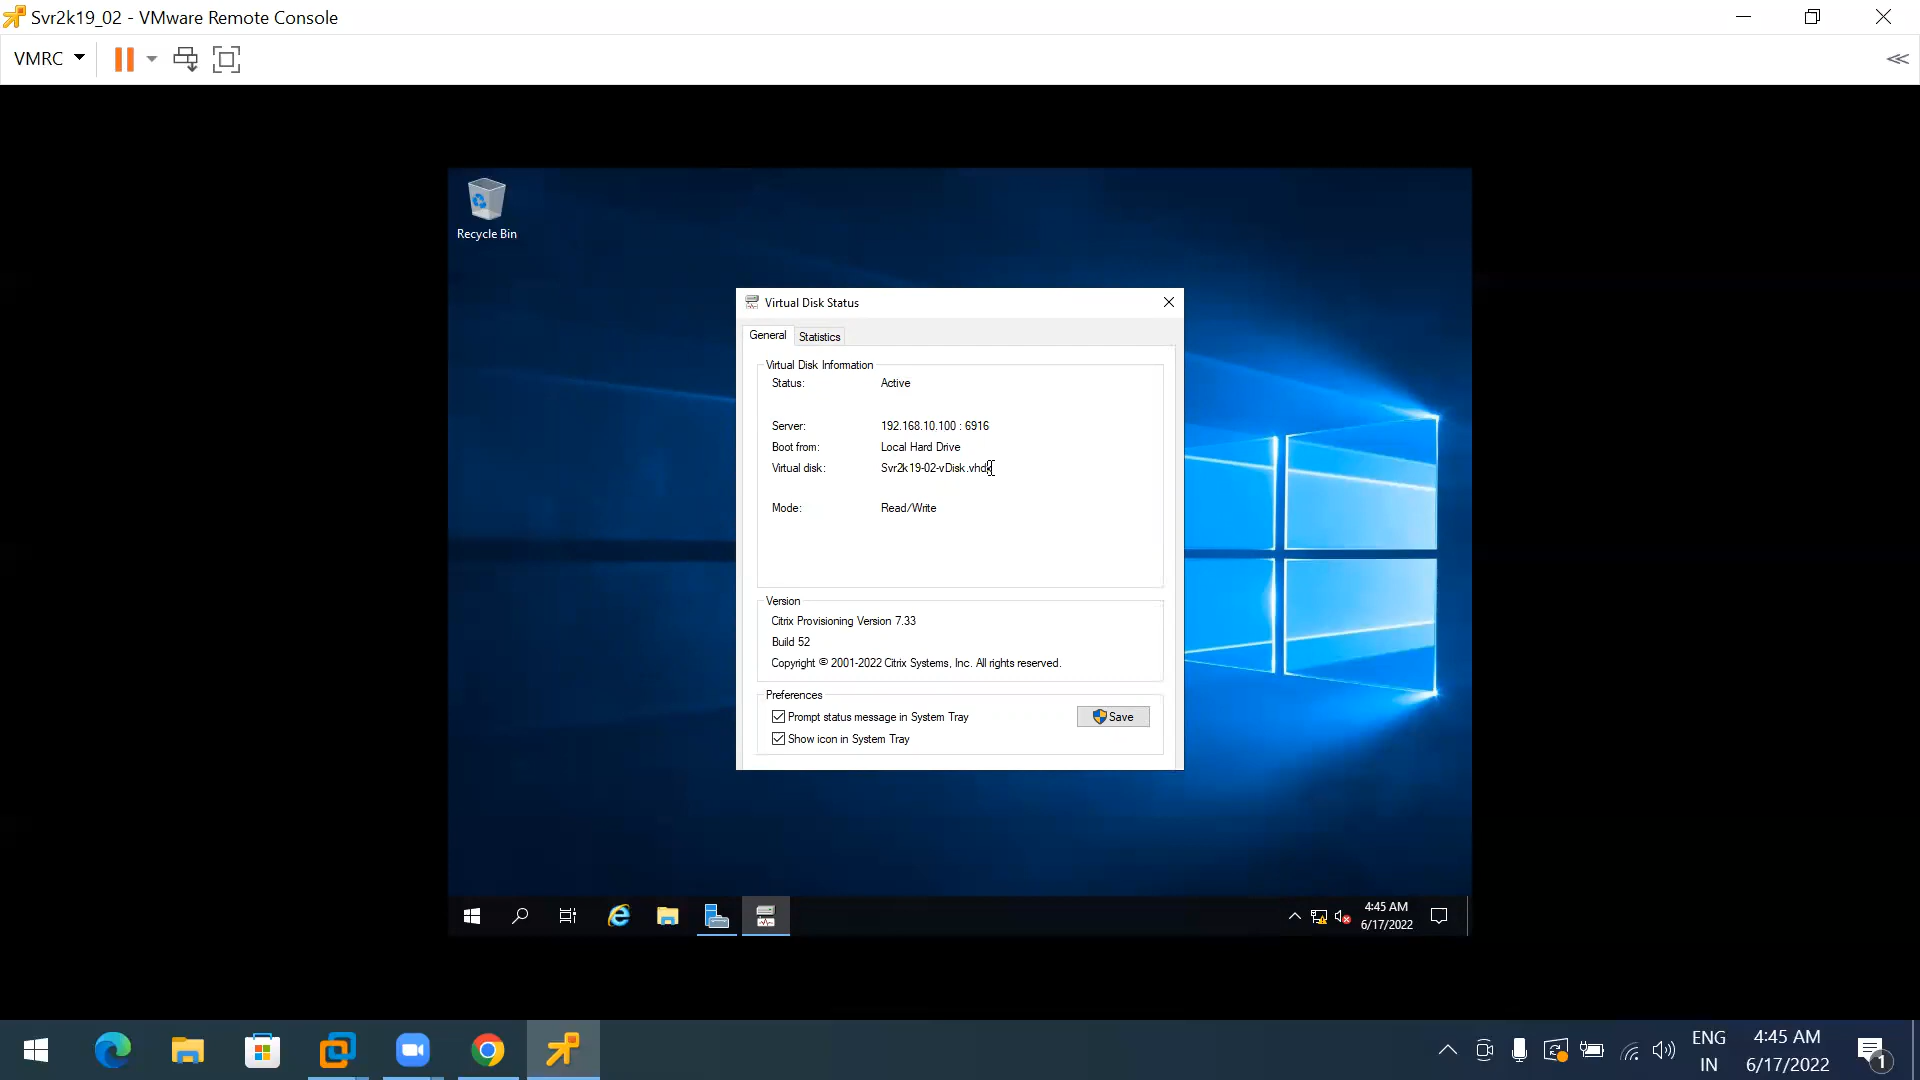 Svr2k19_02 - VMware Remote Console
VMRC
Recycle Bin
Virtual Disk Status
General
Statistics
Virtual Disk Information
Status: Active
Server: 192.168.10.100 : 6916
Boot from: Local Hard Drive
Virtual disk: Svr2k19-02-vDisk.vhdx
Mode: Read/Write
Version
Citrix Provisioning Version 7.33
Build 52
Copyright © 2001-2022 Citrix Systems, Inc. All rights reserved.
Preferences
Prompt status message in System Tray
Save
Show icon in System Tray
4:45 AM
6/17/2022
ENG
IN
4:45 AM
6/17/2022
1